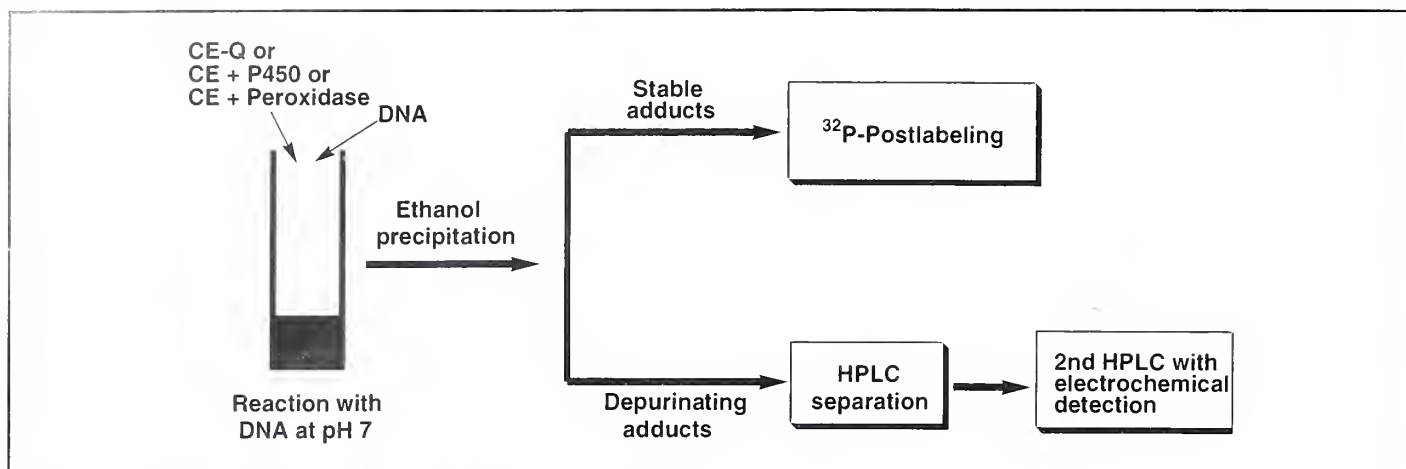 CE-Q or
CE + P450 or
CE + Peroxidase
DNA
Reaction with
DNA at pH 7
Ethanol
precipitation
Stable
adducts
³²P-Postlabeling
Depurinating
adducts
HPLC
separation
2nd HPLC with
electrochemical
detection